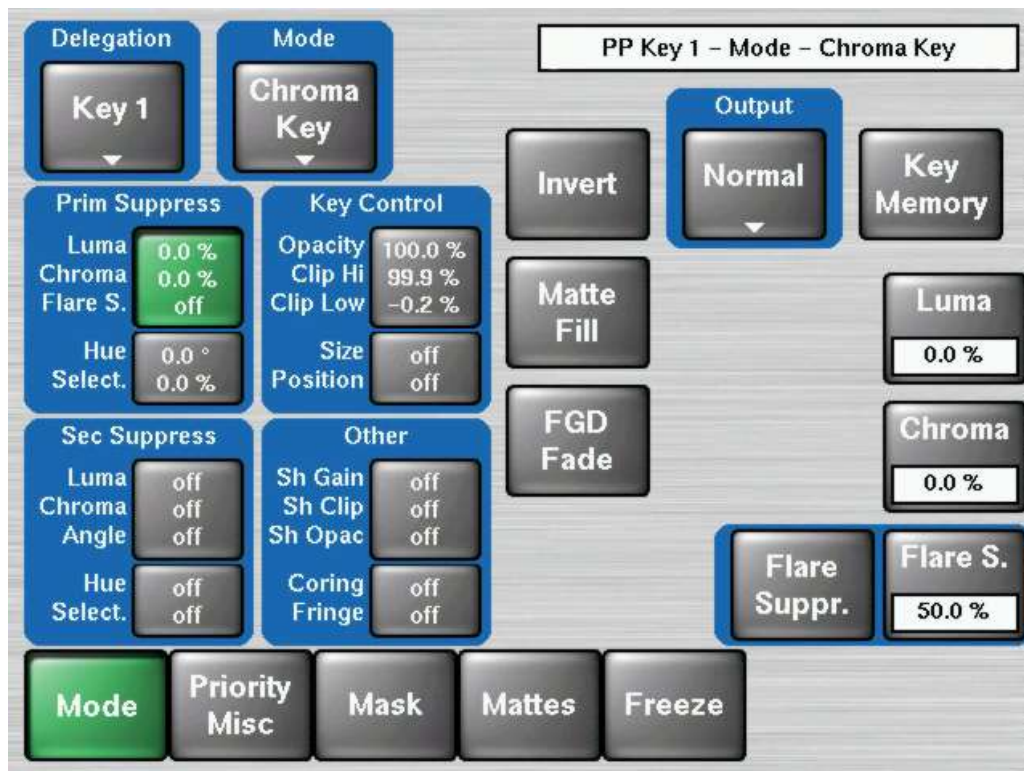 Delegation
Key 1
Mode
Chroma
Key
PP Key 1 – Mode – Chroma Key
Invert
Output
Normal
Key
Memory
Prim Suppress
Luma 0.0 %
Chroma 0.0 %
Flare S. off
Hue 0.0 °
Select. 0.0 %
Key Control
Opacity 100.0 %
Clip Hi 99.9 %
Clip Low –0.2 %
Size off
Position off
Matte
Fill
Luma
0.0 %
FGD
Fade
Chroma
0.0 %
Sec Suppress
Luma off
Chroma off
Angle off
Hue off
Select. off
Other
Sh Gain off
Sh Clip off
Sh Opac off
Coring off
Fringe off
Flare
Suppr.
Flare S.
50.0 %
Mode
Priority
Misc
Mask
Mattes
Freeze